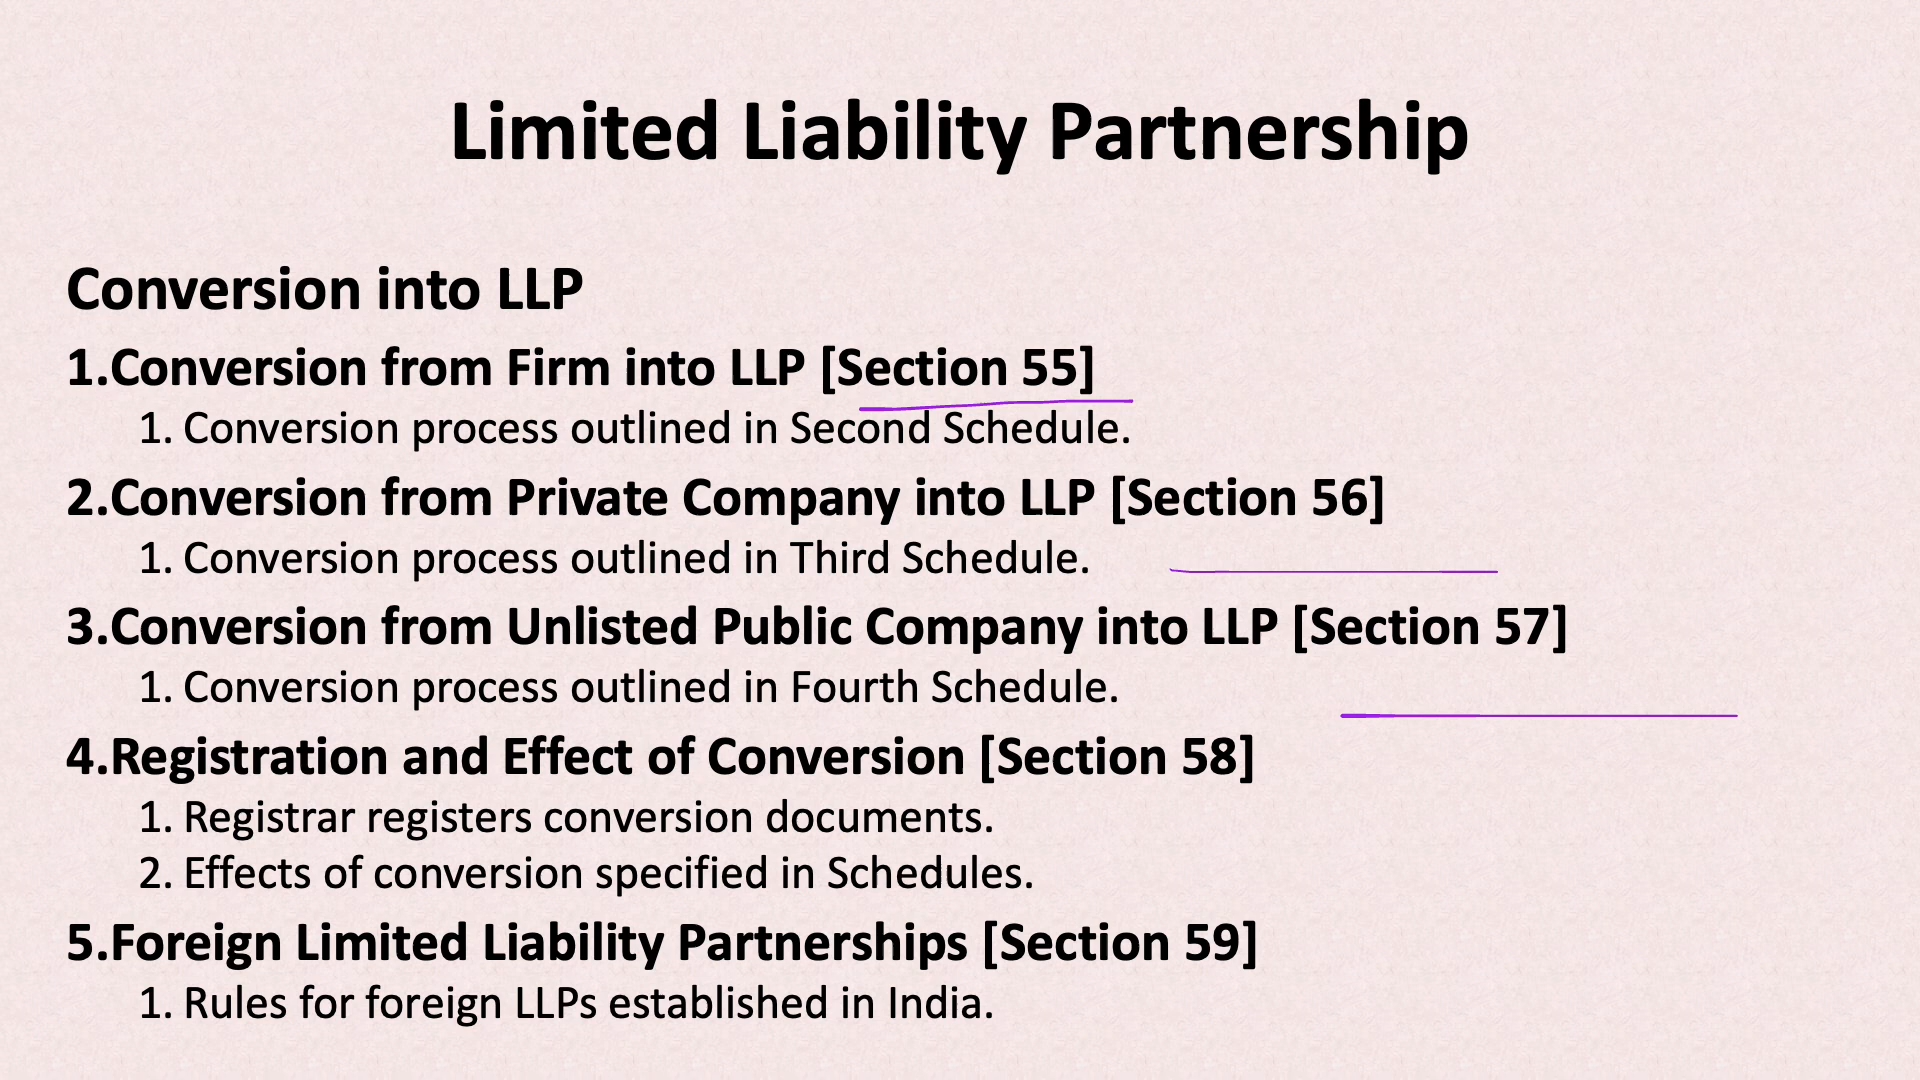 Limited Liability Partnership
Conversion into LLP
1.Conversion from Firm into LLP [Section 55]
1. Conversion process outlined in Second Schedule.
2.Conversion from Private Company into LLP [Section 56]
1. Conversion process outlined in Third Schedule.
3.Conversion from Unlisted Public Company into LLP [Section 57]
1. Conversion process outlined in Fourth Schedule.
4.Registration and Effect of Conversion [Section 58]
1. Registrar registers conversion documents.
2. Effects of conversion specified in Schedules.
5.Foreign Limited Liability Partnerships [Section 59]
1. Rules for foreign LLPs established in India.